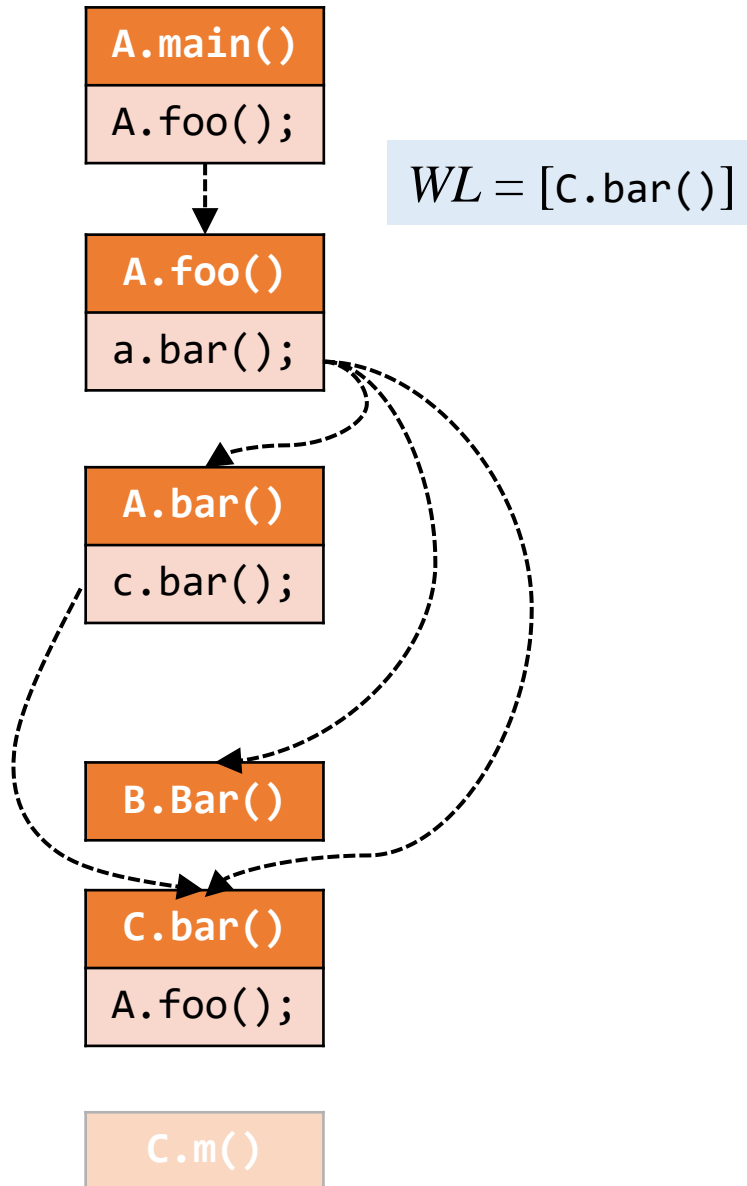 A.main()
A.foo();
WL = [C.bar()]
A.foo()
a.bar();
A.bar()
c.bar();
B.Bar()
C.bar()
A.foo();
C.m()